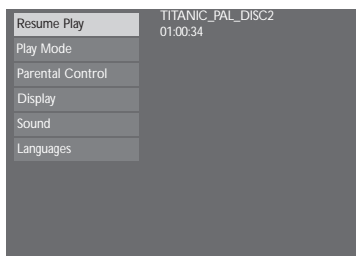 Resume Play
Play Mode
Parental Control
Display
Sound
Languages
TITANIC_PAL_DISC2
01:00:34